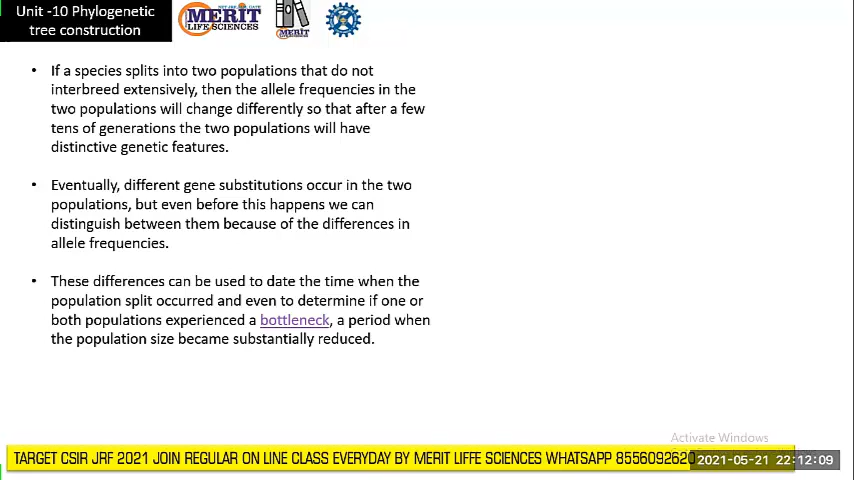 Unit -10 Phylogenetic
tree construction
MERIT
LIFE SCIENCES
MERIT
• If a species splits into two populations that do not
interbreed extensively, then the allele frequencies in the
two populations will change differently so that after a few
tens of generations the two populations will have
distinctive genetic features.
• Eventually, different gene substitutions occur in the two
populations, but even before this happens we can
distinguish between them because of the differences in
allele frequencies.
• These differences can be used to date the time when the
population split occurred and even to determine if one or
both populations experienced a bottleneck, a period when
the population size became substantially reduced.
Activate Windows
TARGET CSIR JRF 2021 JOIN REGULAR ON LINE CLASS EVERYDAY BY MERIT LIFFE SCIENCES WHATSAPP 8556092620
2021-05-21 22:12:09